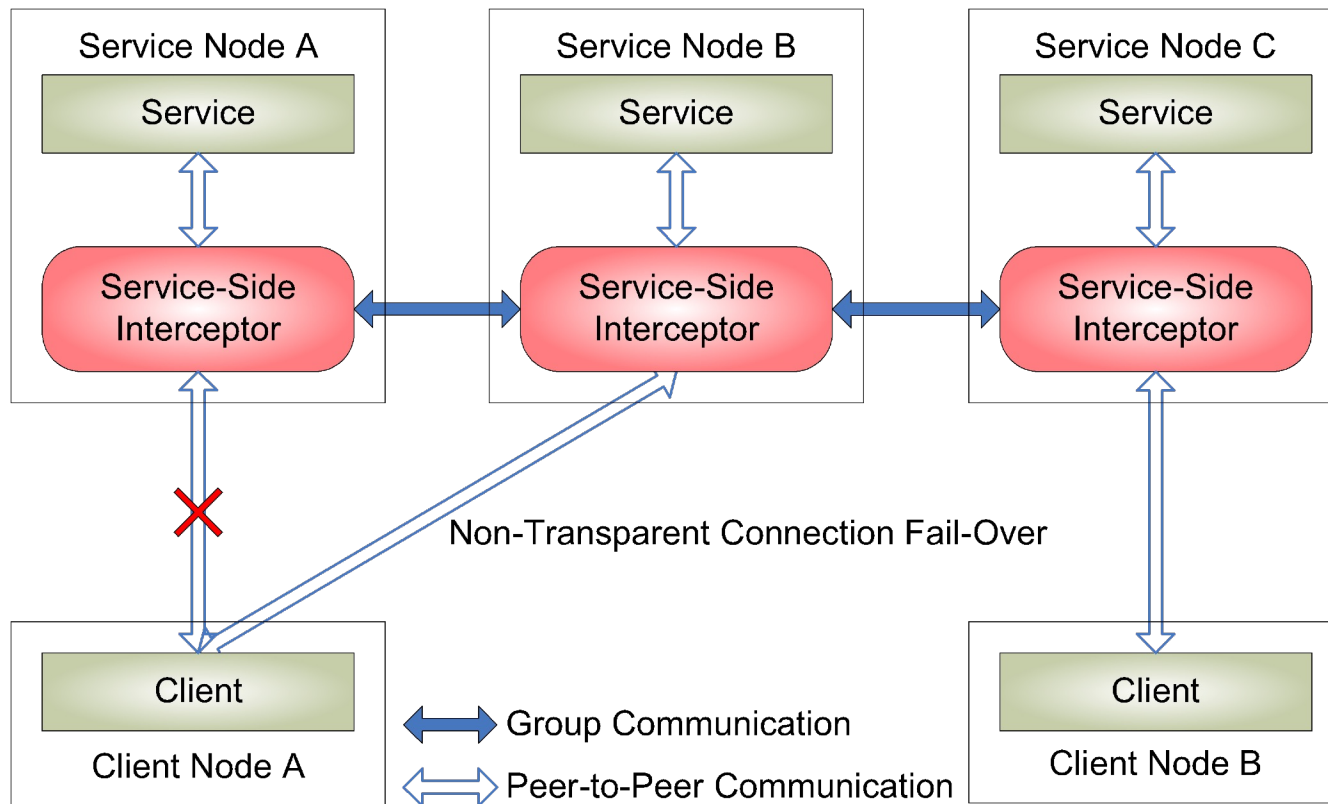 Service Node A
Service
Service-Side
Interceptor
Service Node B
Service
Service-Side
Interceptor
Service Node C
Service
Service-Side
Interceptor
Non-Transparent Connection Fail-Over
Client
Client Node A
Group Communication
Peer-to-Peer Communication
Client
Client Node B